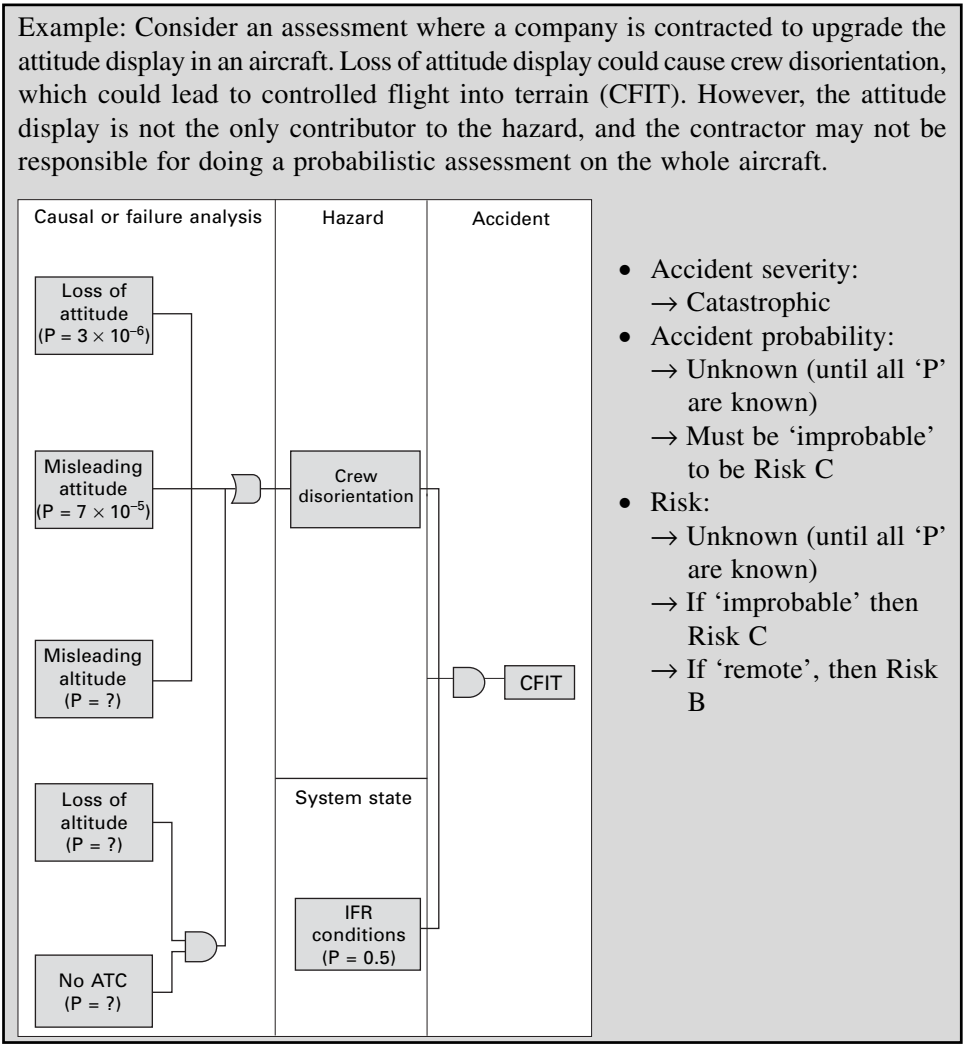 Example: Consider an assessment where a company is contracted to upgrade the
attitude display in an aircraft. Loss of attitude display could cause crew disorientation,
which could lead to controlled flight into terrain (CFIT). However, the attitude
display is not the only contributor to the hazard, and the contractor may not be
responsible for doing a probabilistic assessment on the whole aircraft.
Causal or failure analysis
Hazard
Accident
Loss of
attitude
(P = 3 × 10⁻⁶)
Misleading
attitude
(P = 7 × 10⁻⁵)
Misleading
altitude
(P = ?)
Loss of
altitude
(P = ?)
No ATC
(P = ?)
Crew
disorientation
System state
IFR
conditions
(P = 0.5)
CFIT
• Accident severity:
→ Catastrophic
• Accident probability:
→ Unknown (until all ‘P’
are known)
→ Must be ‘improbable’
to be Risk C
• Risk:
→ Unknown (until all ‘P’
are known)
→ If ‘improbable’ then
Risk C
→ If ‘remote’, then Risk
B